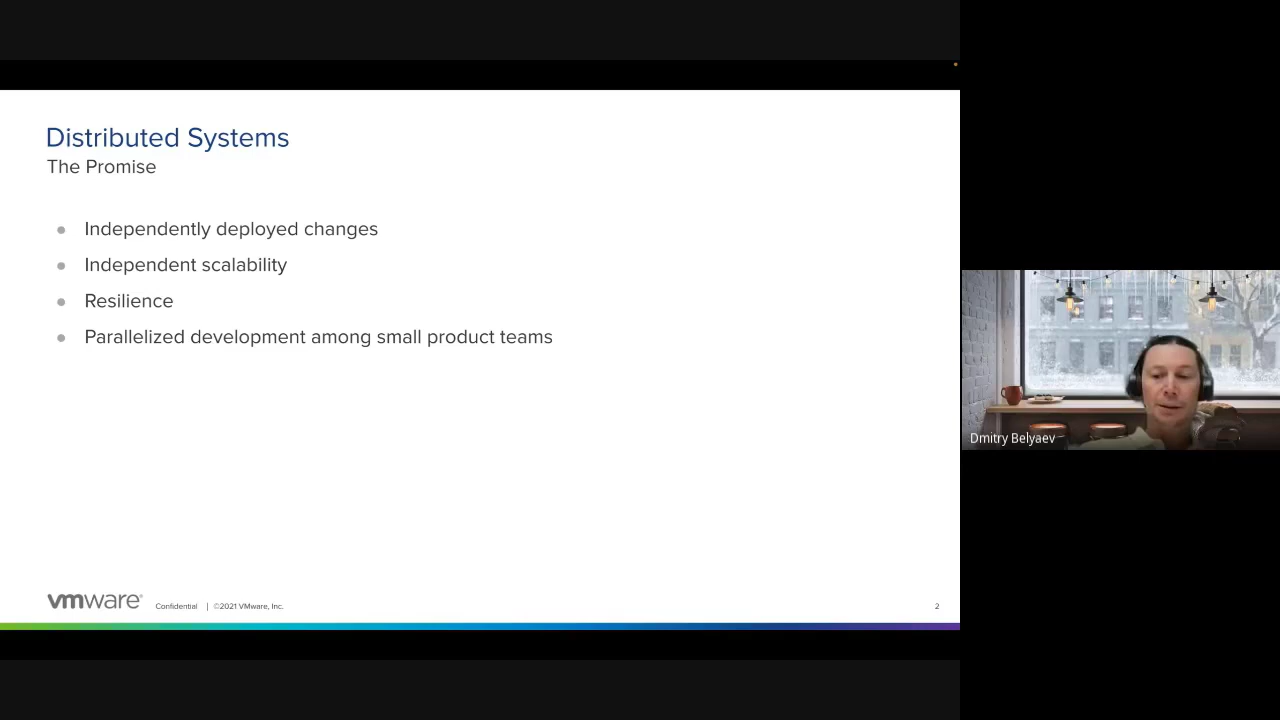 Distributed Systems
The Promise
Independently deployed changes
Independent scalability
Resilience
Parallelized development among small product teams
vmware® Confidential | ©2021 VMware, Inc. 2
Dmitry Belyaev